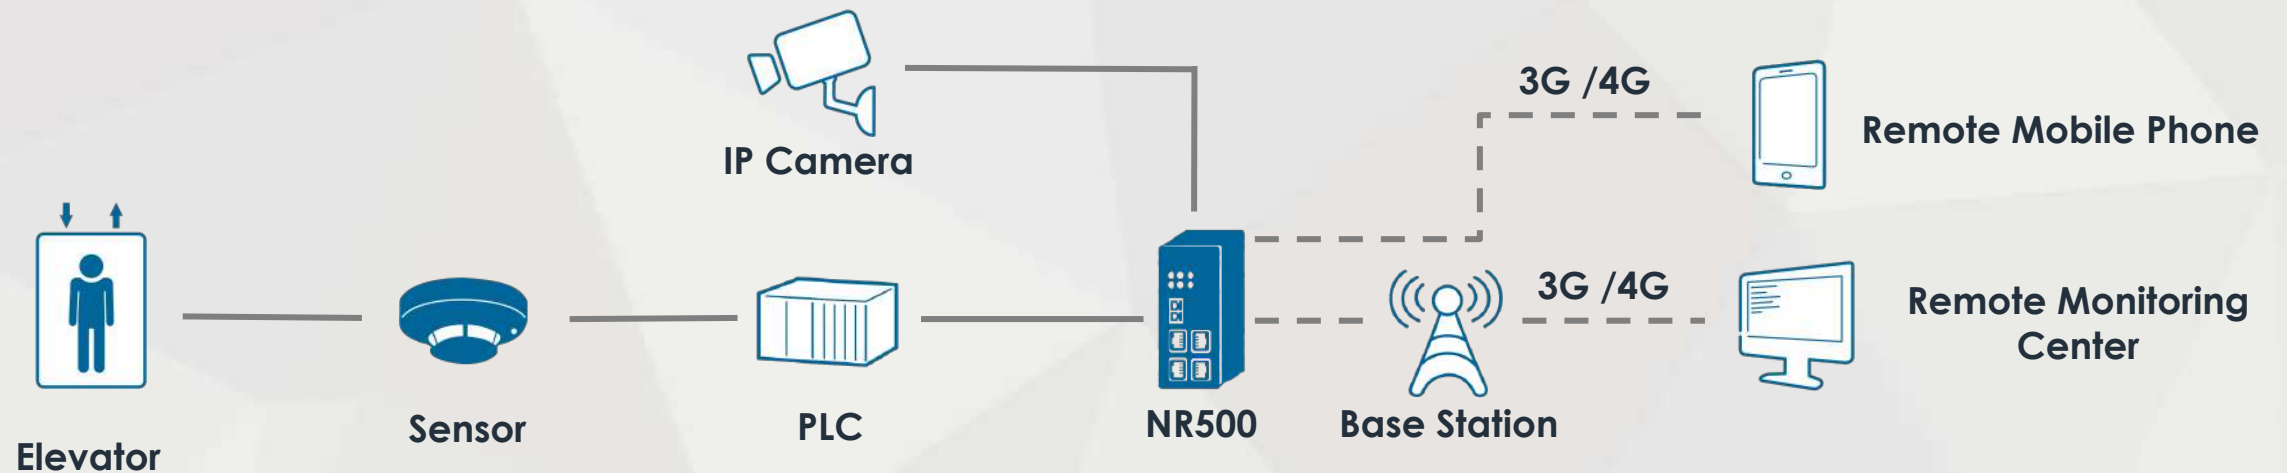 3G /4G
Remote Mobile Phone
IP Camera
3G /4G
Remote Monitoring
Center
Elevator
Sensor
PLC
NR500
Base Station